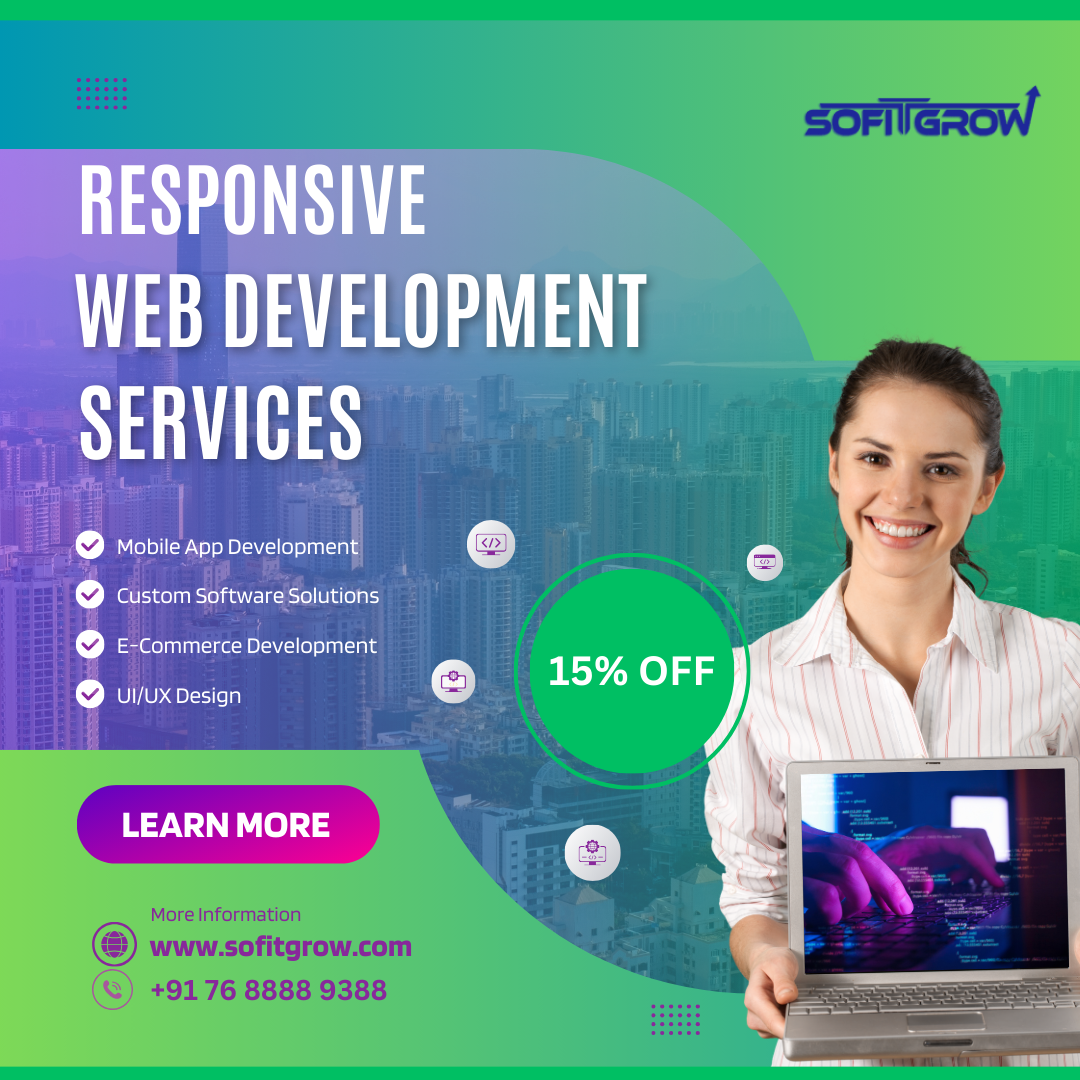 SOFITGROW
RESPONSIVE
WEB DEVELOPMENT
SERVICES
Mobile App Development
Custom Software Solutions
E-Commerce Development
UI/UX Design
15% OFF
LEARN MORE
More Information
www.sofitgrow.com
+91 76 8888 9388